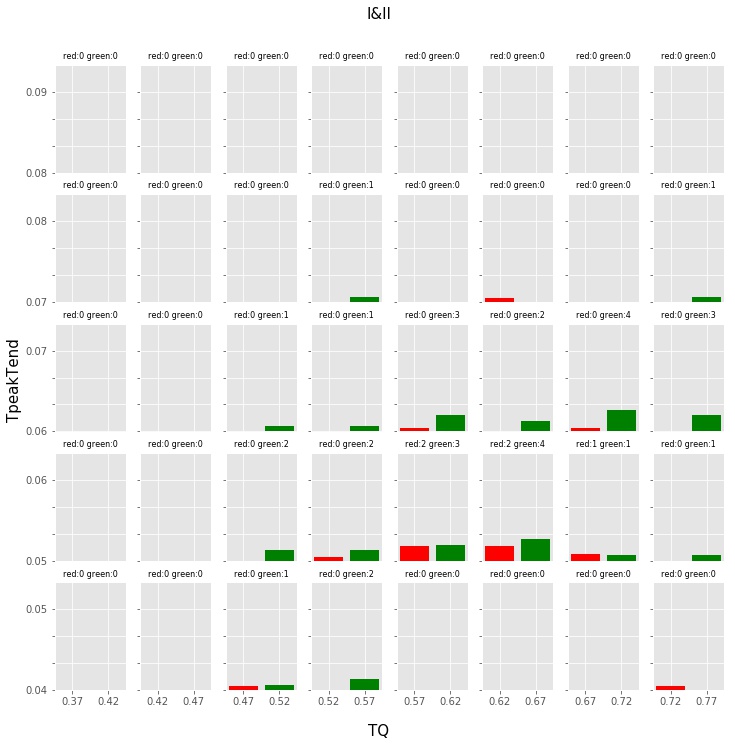 I&II
red:0 green:0 red:0 green:0 red:0 green:0 red:0 green:0 red:0 green:0 red:0 green:0 red:0 green:0 red:0 green:0
0.09
0.08
red:0 green:0 red:0 green:0 red:0 green:0 red:0 green:1 red:0 green:0 red:0 green:0 red:0 green:0 red:0 green:1
0.08
0.07
red:0 green:0 red:0 green:0 red:0 green:1 red:0 green:1 red:0 green:3 red:0 green:2 red:0 green:4 red:0 green:3
0.07
TpeakTend
0.06
red:0 green:0 red:0 green:0 red:0 green:2 red:0 green:2 red:2 green:3 red:2 green:4 red:1 green:1 red:0 green:1
0.06
0.05
red:0 green:0 red:0 green:0 red:0 green:1 red:0 green:2 red:0 green:0 red:0 green:0 red:0 green:0 red:0 green:0
0.05
0.04
0.37 0.42 0.42 0.47 0.47 0.52 0.52 0.57 0.57 0.62 0.62 0.67 0.67 0.72 0.72 0.77
TQ